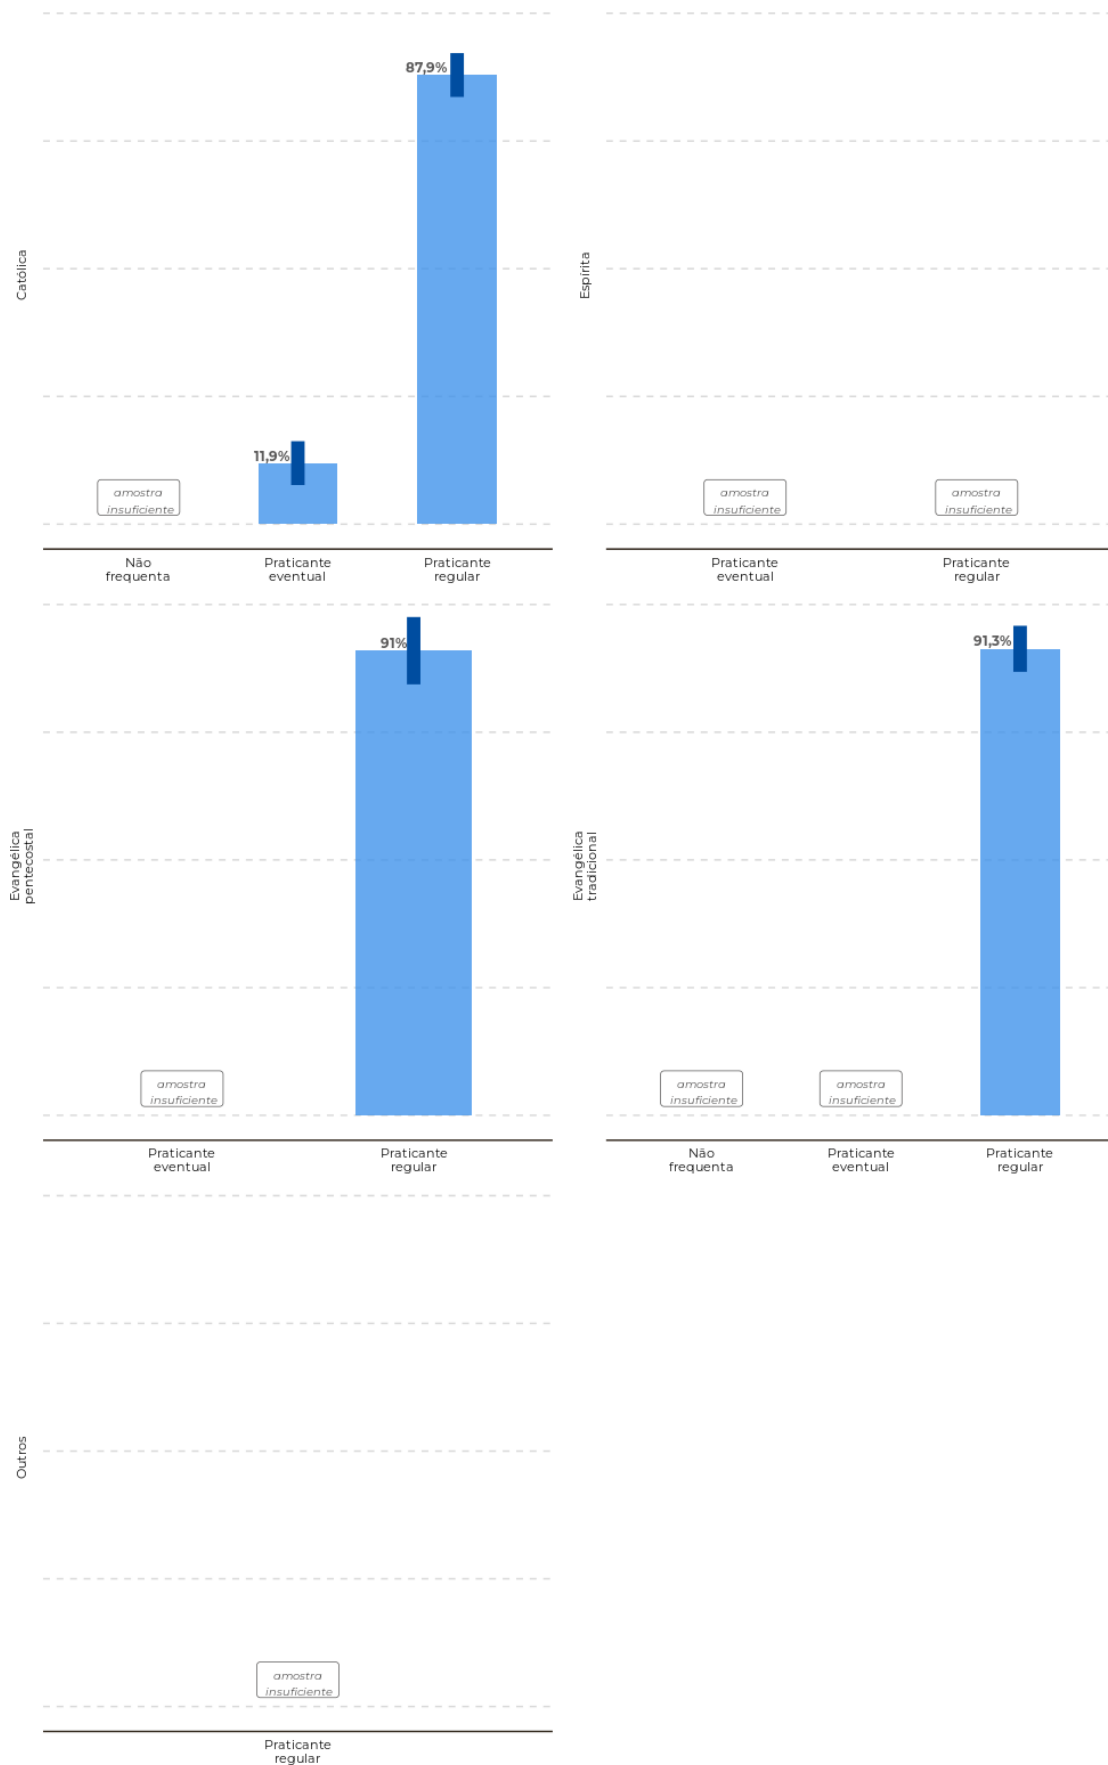 Católica
87,9%
11,9%
amostra
insuficiente
Não
frequenta
Praticante
eventual
Praticante
regular
Espírita
amostra
insuficiente
amostra
insuficiente
Praticante
eventual
Praticante
regular
Evangélica
pentecostal
91%
amostra
insuficiente
Praticante
eventual
Praticante
regular
Evangélica
tradicional
91,3%
amostra
insuficiente
amostra
insuficiente
Não
frequenta
Praticante
eventual
Praticante
regular
Outros
amostra
insuficiente
Praticante
regular